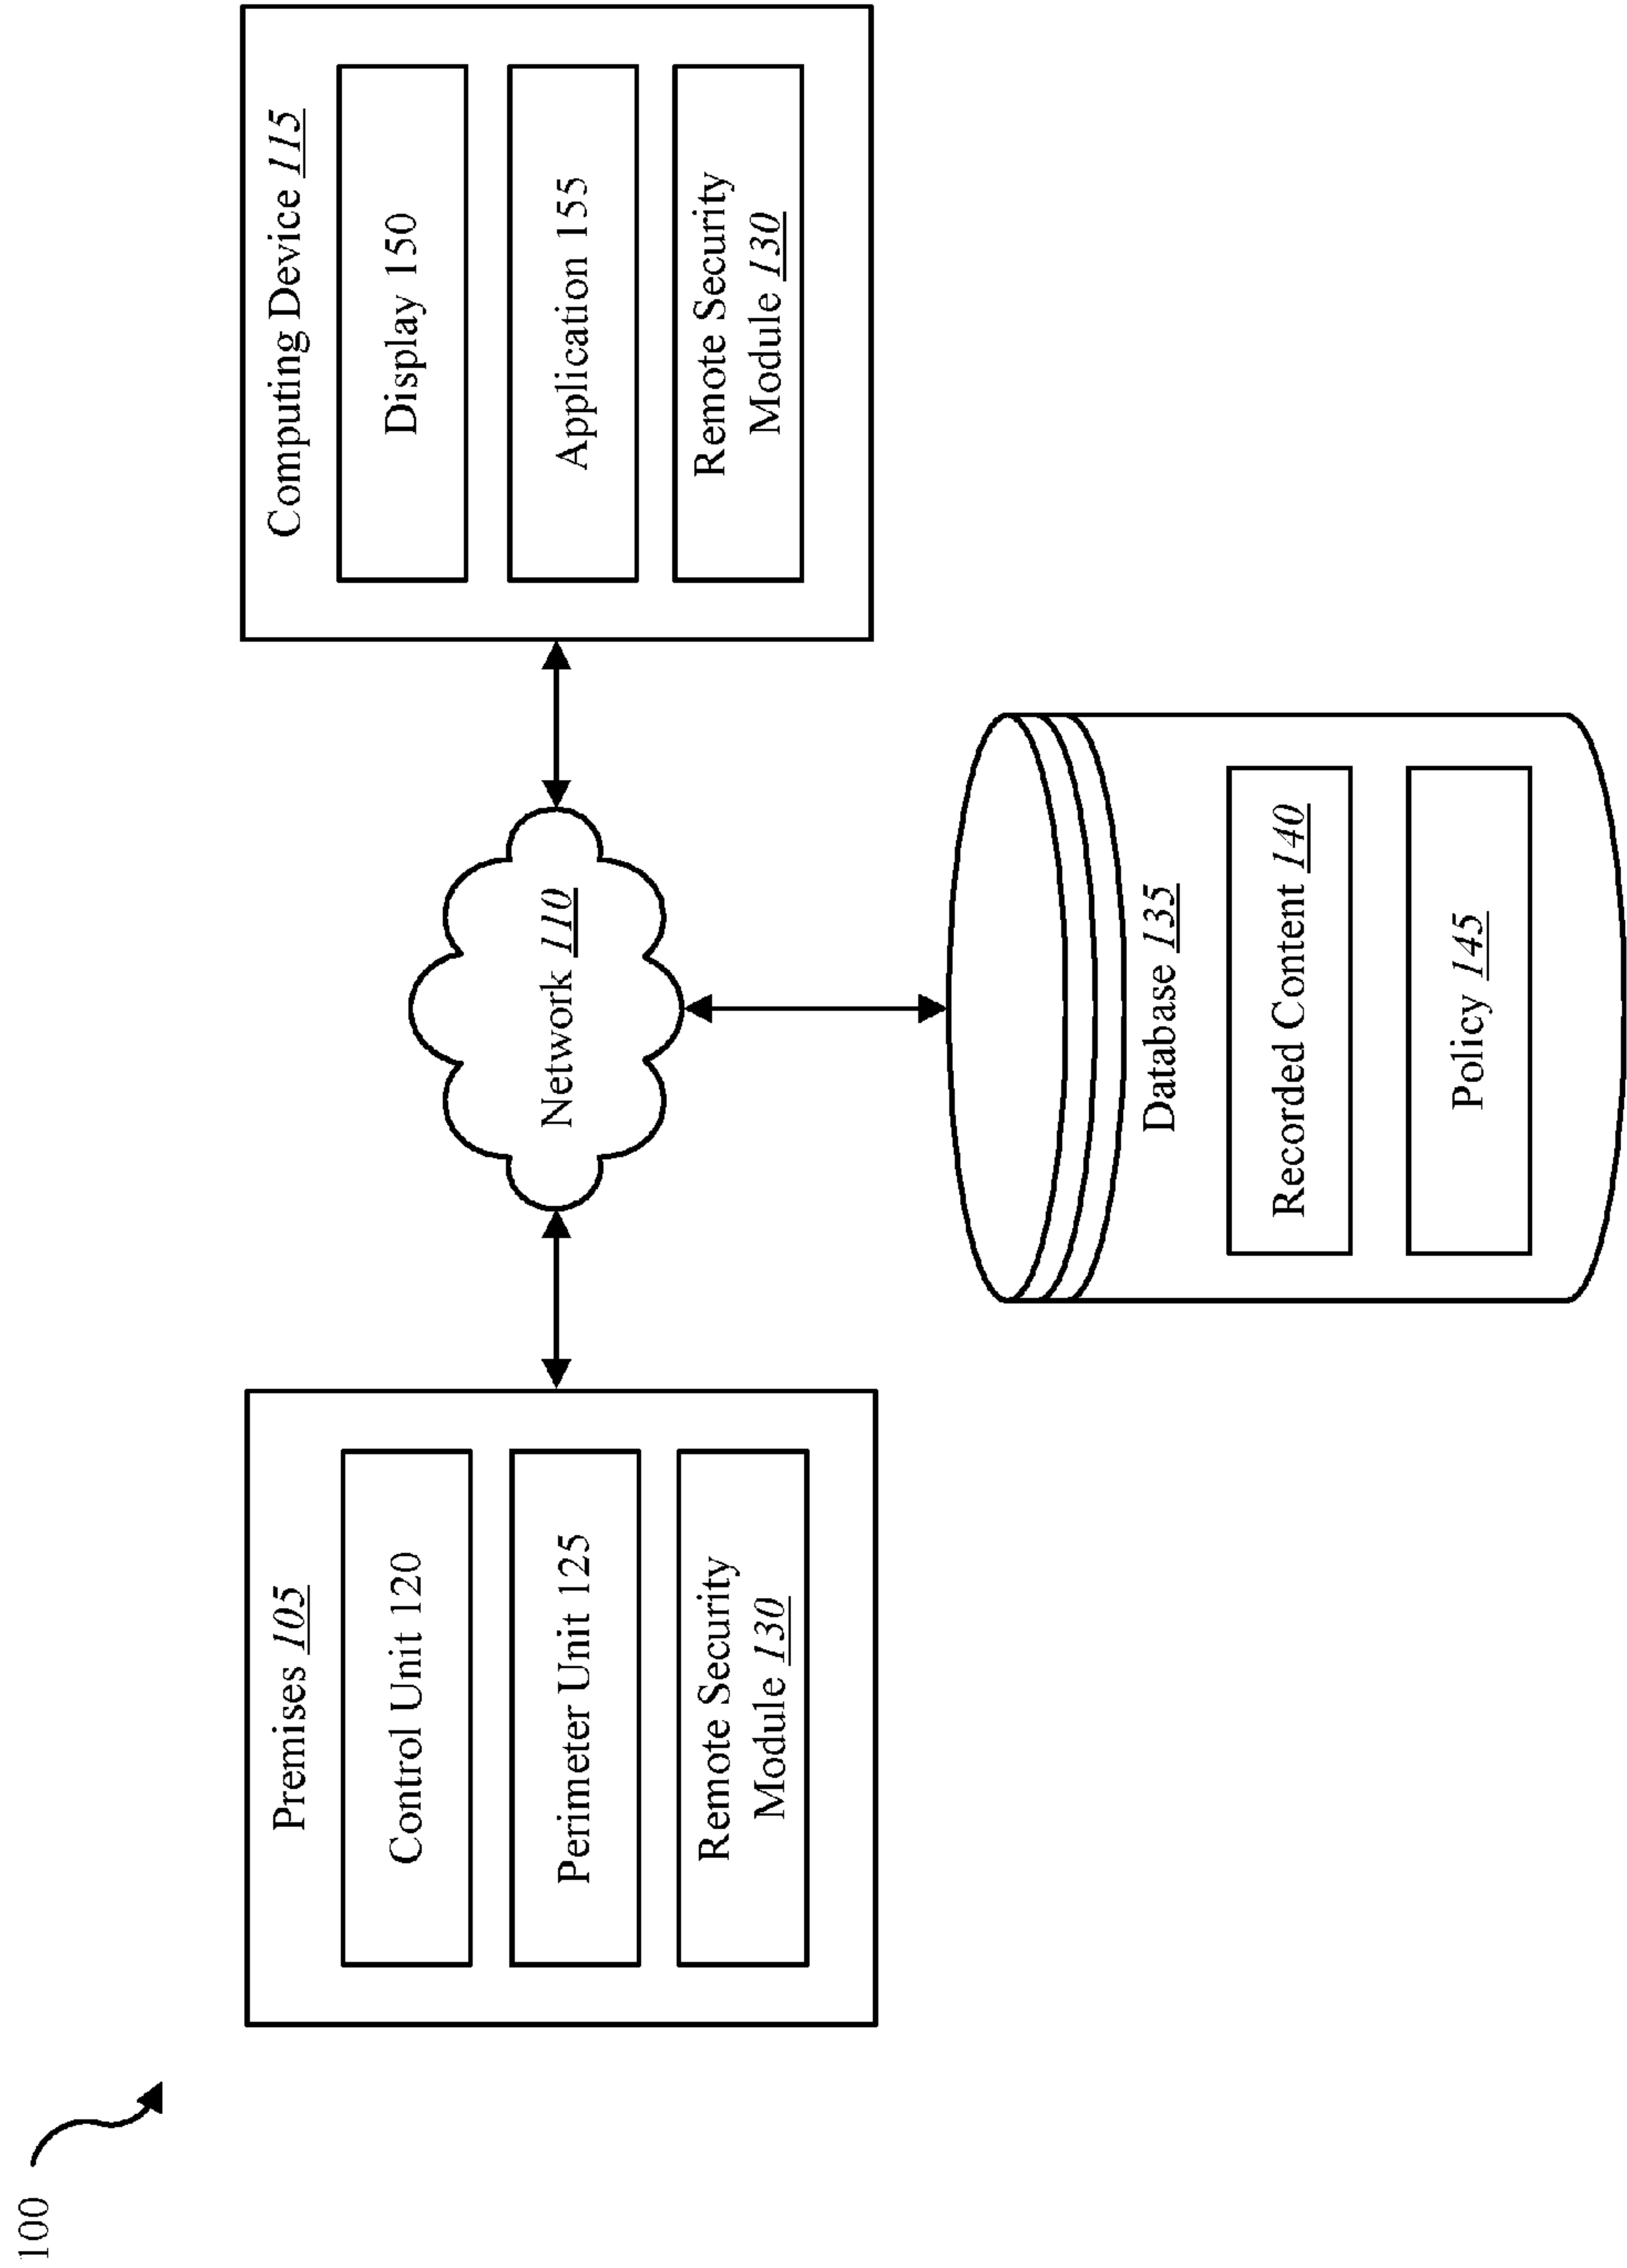 100
Premises 105
Control Unit 120
Perimeter Unit 125
Remote Security
Module 130
Network 110
Computing Device 115
Display 150
Application 155
Remote Security
Module 130
Database 135
Recorded Content 140
Policy 145